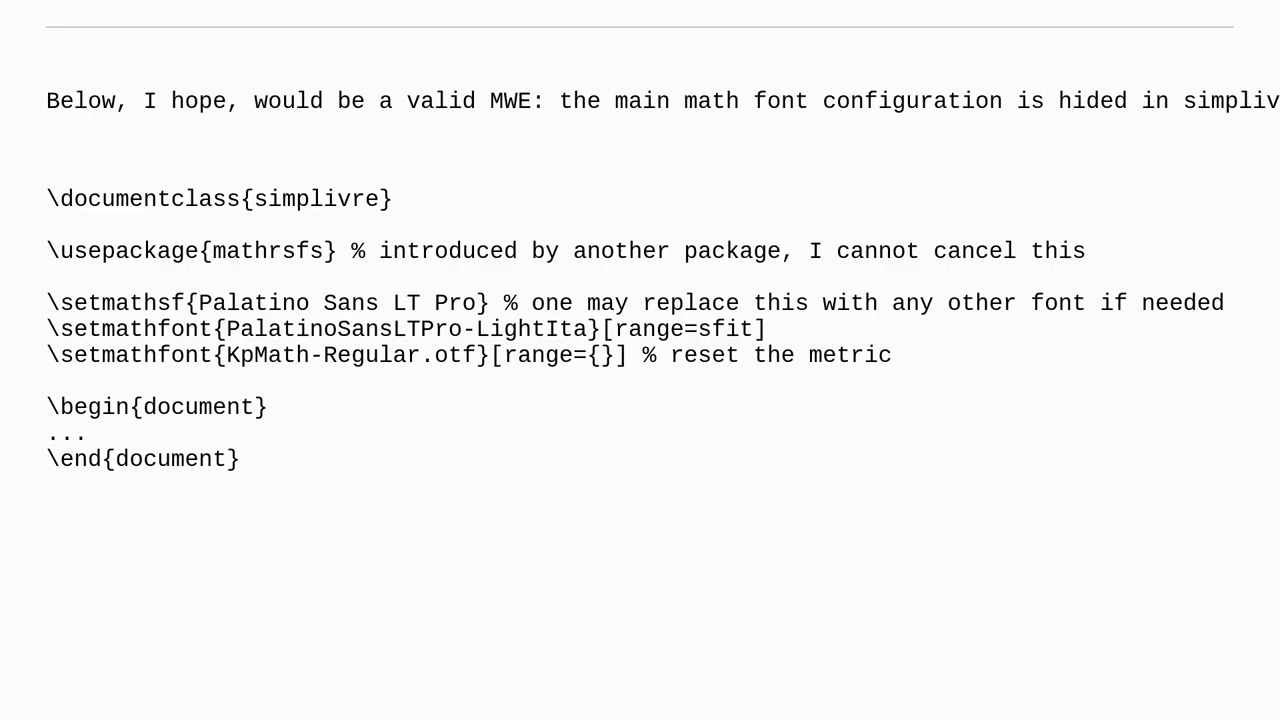 Below, I hope, would be a valid MWE: the main math font configuration is hided in
\documentclass{simplivre}
\usepackage{mathrsfs} % introduced by another package, I cannot cancel this
\setmathsf{Palatino Sans LT Pro} % one may replace this with any other font if needed
\setmathfont{PalatinoSansLTPro-LightIta}[range=sfit]
\setmathfont{KpMath-Regular.otf}[range={}] % reset the metric
\begin{document}
...
\end{document}